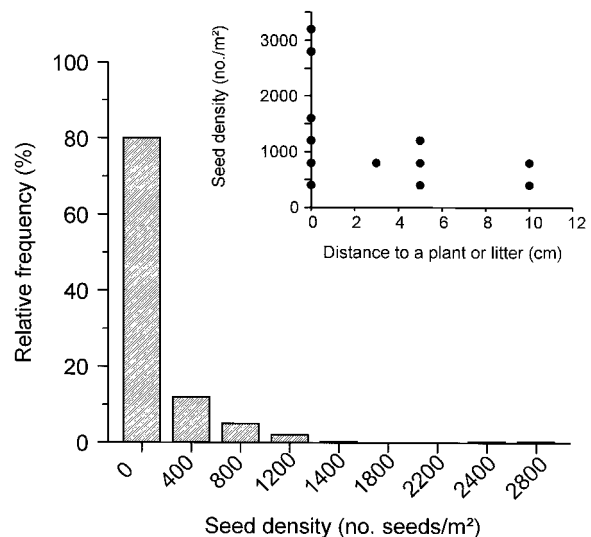 3000
2000
1000
0
Seed density (no./m²)
0 2 4 6 8 10 12
Distance to a plant or litter (cm)
100
80
60
40
20
0
Relative frequency (%)
0 400 800 1200 1400 1800 2200 2400 2800
Seed density (no. seeds/m²)